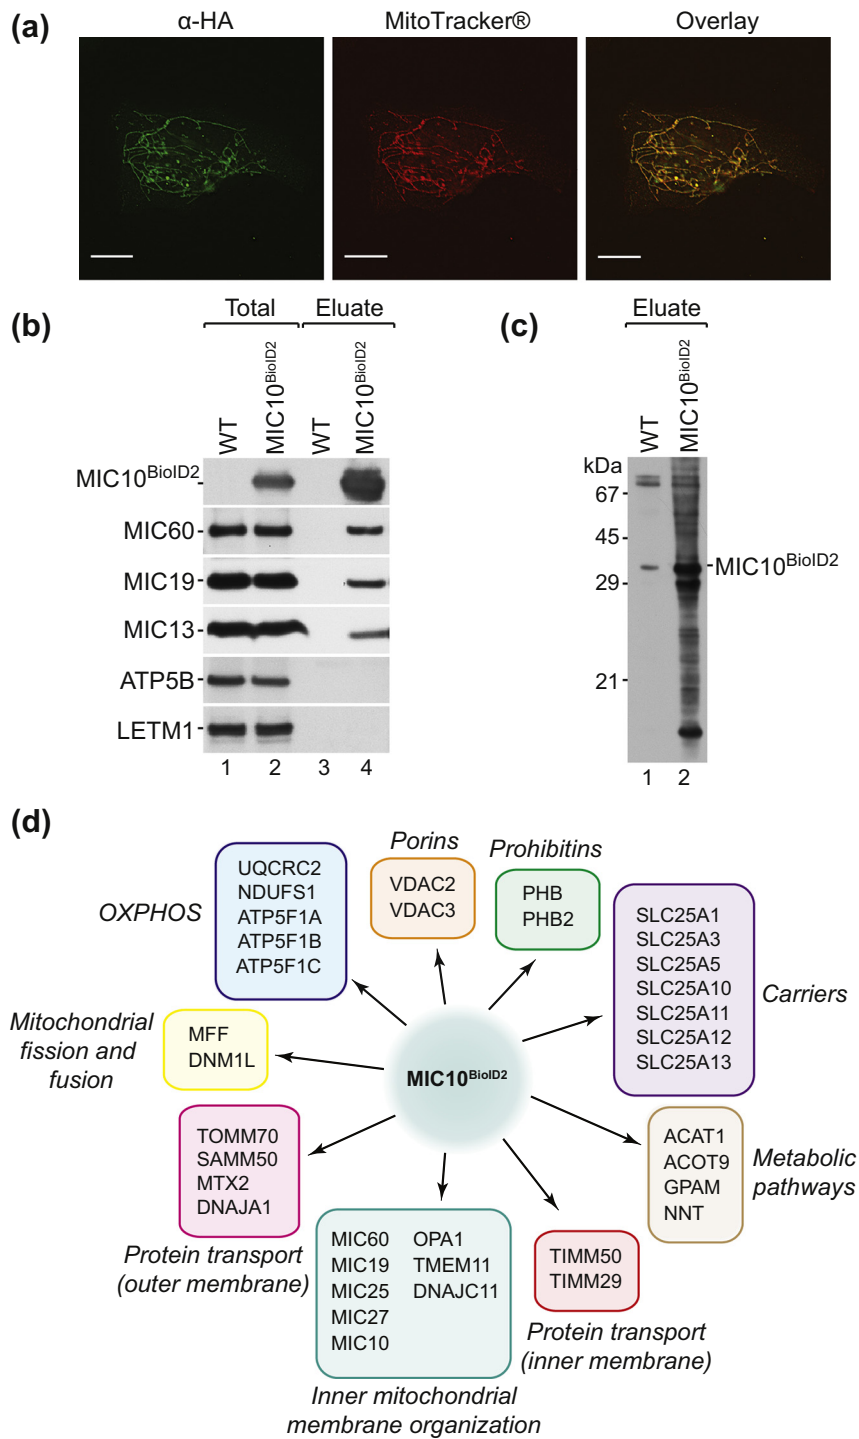 (a)
α-HA MitoTracker® Overlay
(b)
Total Eluate
WT MIC10BioID2 WT MIC10BioID2
MIC10BioID2
MIC60
MIC19
MIC13
ATP5B
LETM1
1 2 3 4
(c)
Eluate
WT MIC10BioID2
kDa
67
45
MIC10BioID2
29
21
1 2
(d)
OXPHOS
UQCRC2
NDUFS1
ATP5F1A
ATP5F1B
ATP5F1C
Porins
VDAC2
VDAC3
Prohibitins
PHB
PHB2
SLC25A1
SLC25A3
SLC25A5
SLC25A10
SLC25A11
SLC25A12
SLC25A13
Carriers
Mitochondrial
fission and
fusion
MFF
DNM1L
MIC10BioID2
TOMM70
SAMM50
MTX2
DNAJA1
Protein transport
(outer membrane)
ACAT1
ACOT9
GPAM
NNT
Metabolic
pathways
MIC60 OPA1
MIC19 TMEM11
MIC25 DNAJC11
MIC27
MIC10
Inner mitochondrial
membrane organization
TIMM50
TIMM29
Protein transport
(inner membrane)